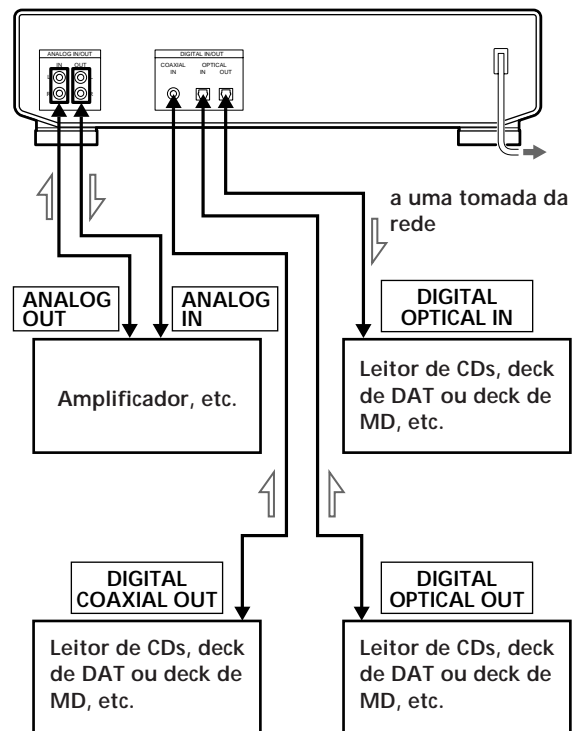 ANALOG IN/OUT
IN OUT
L L
R R
DIGITAL IN/OUT
COAXIAL OPTICAL
IN IN OUT
a uma tomada da
rede
ANALOG
OUT
ANALOG
IN
DIGITAL
OPTICAL IN
Amplificador, etc.
Leitor de CDs, deck
de DAT ou deck de
MD, etc.
DIGITAL
COAXIAL OUT
DIGITAL
OPTICAL OUT
Leitor de CDs, deck
de DAT ou deck de
MD, etc.
Leitor de CDs, deck
de DAT ou deck de
MD, etc.